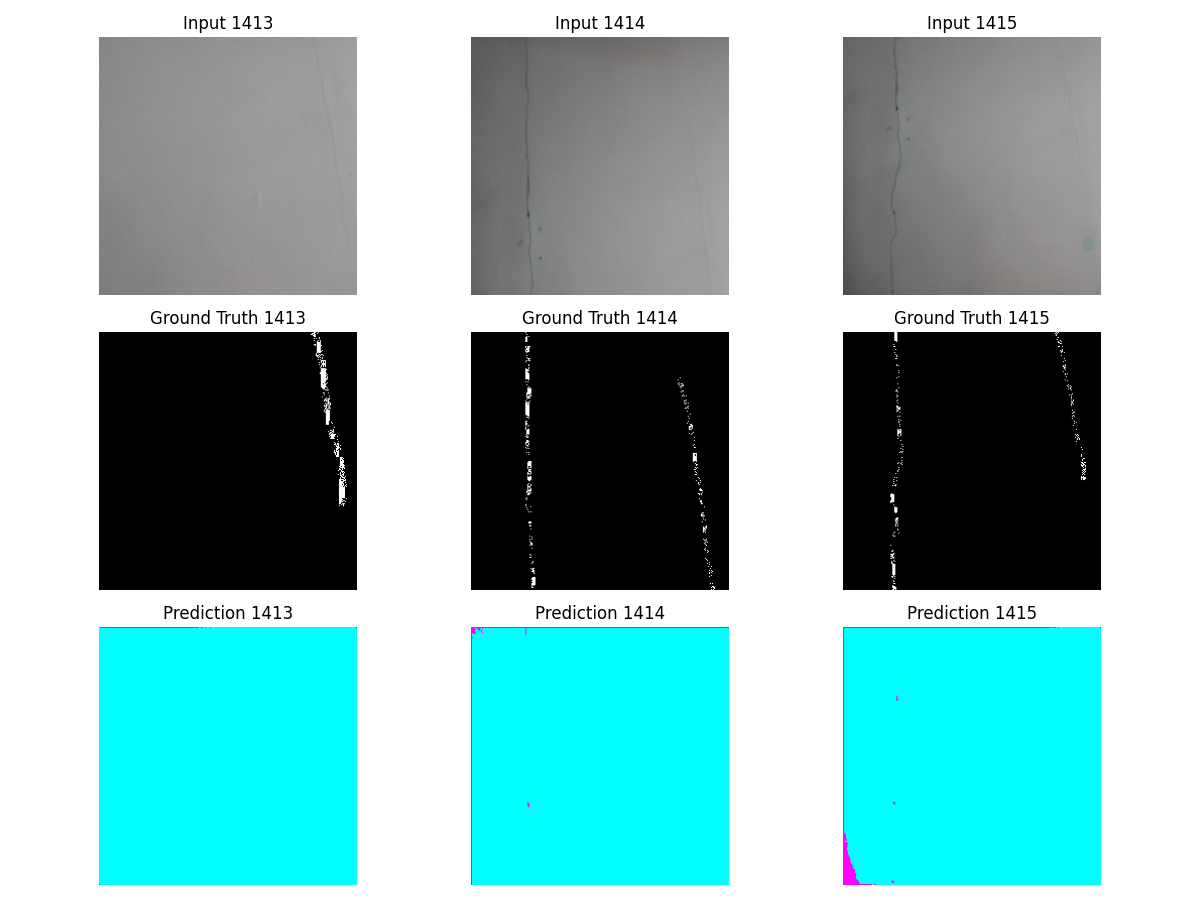 Input 1413
Input 1414
Input 1415
Ground Truth 1413
Ground Truth 1414
Ground Truth 1415
Prediction 1413
Prediction 1414
Prediction 1415